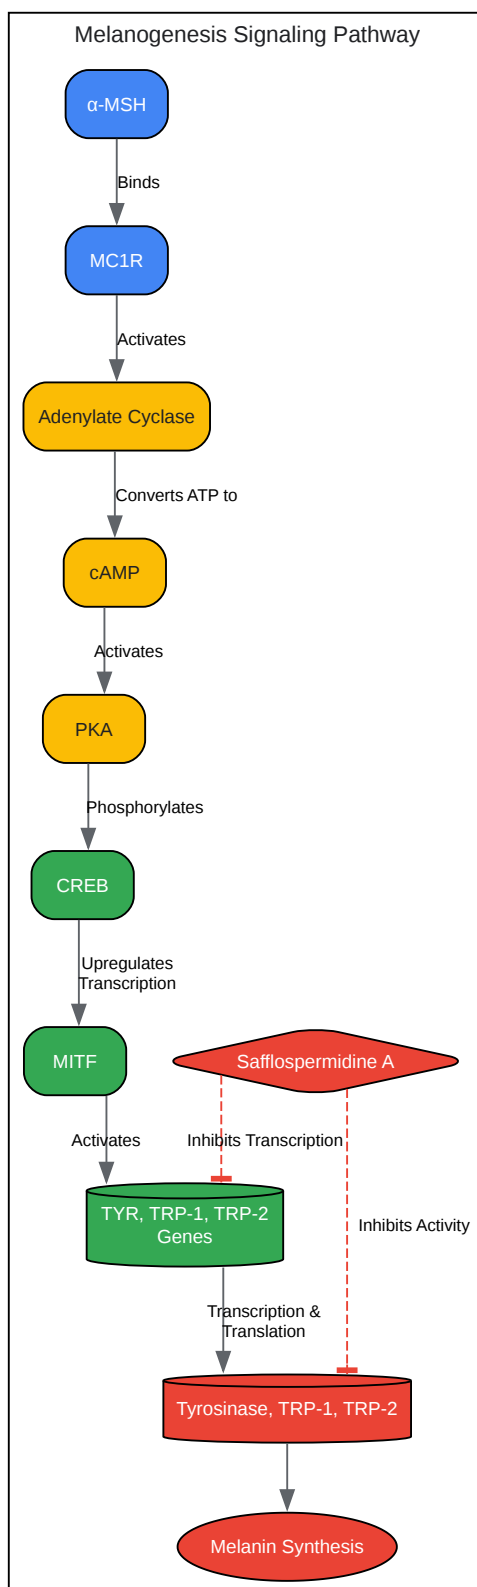 Melanogenesis Signaling Pathway
α-MSH
Binds
MC1R
Activates
Adenylate Cyclase
Converts ATP to
cAMP
Activates
PKA
Phosphorylates
CREB
Upregulates
Transcription
MITF
Safflospermidine A
Activates
Inhibits Transcription
TYR, TRP-1, TRP-2
Genes
Inhibits Activity
Transcription &
Translation
Tyrosinase, TRP-1, TRP-2
Melanin Synthesis